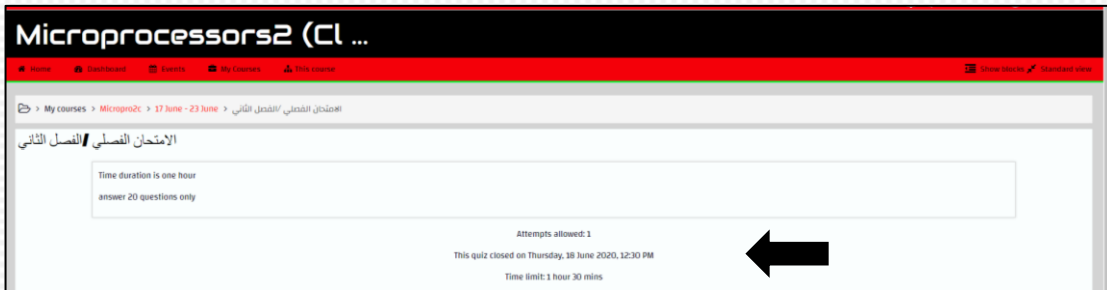 Microprocessors2 (Cl ...
Home Dashboard Events My Courses This course Show blocks Standard view
> My courses > Micropro2c > 17 June - 23 June > الامتحان الفصلي /الفصل الثاني
الامتحان الفصلي /الفصل الثاني
Time duration is one hour
answer 20 questions only
Attempts allowed: 1
This quiz closed on Thursday, 18 June 2020, 12:30 PM
Time limit: 1 hour 30 mins